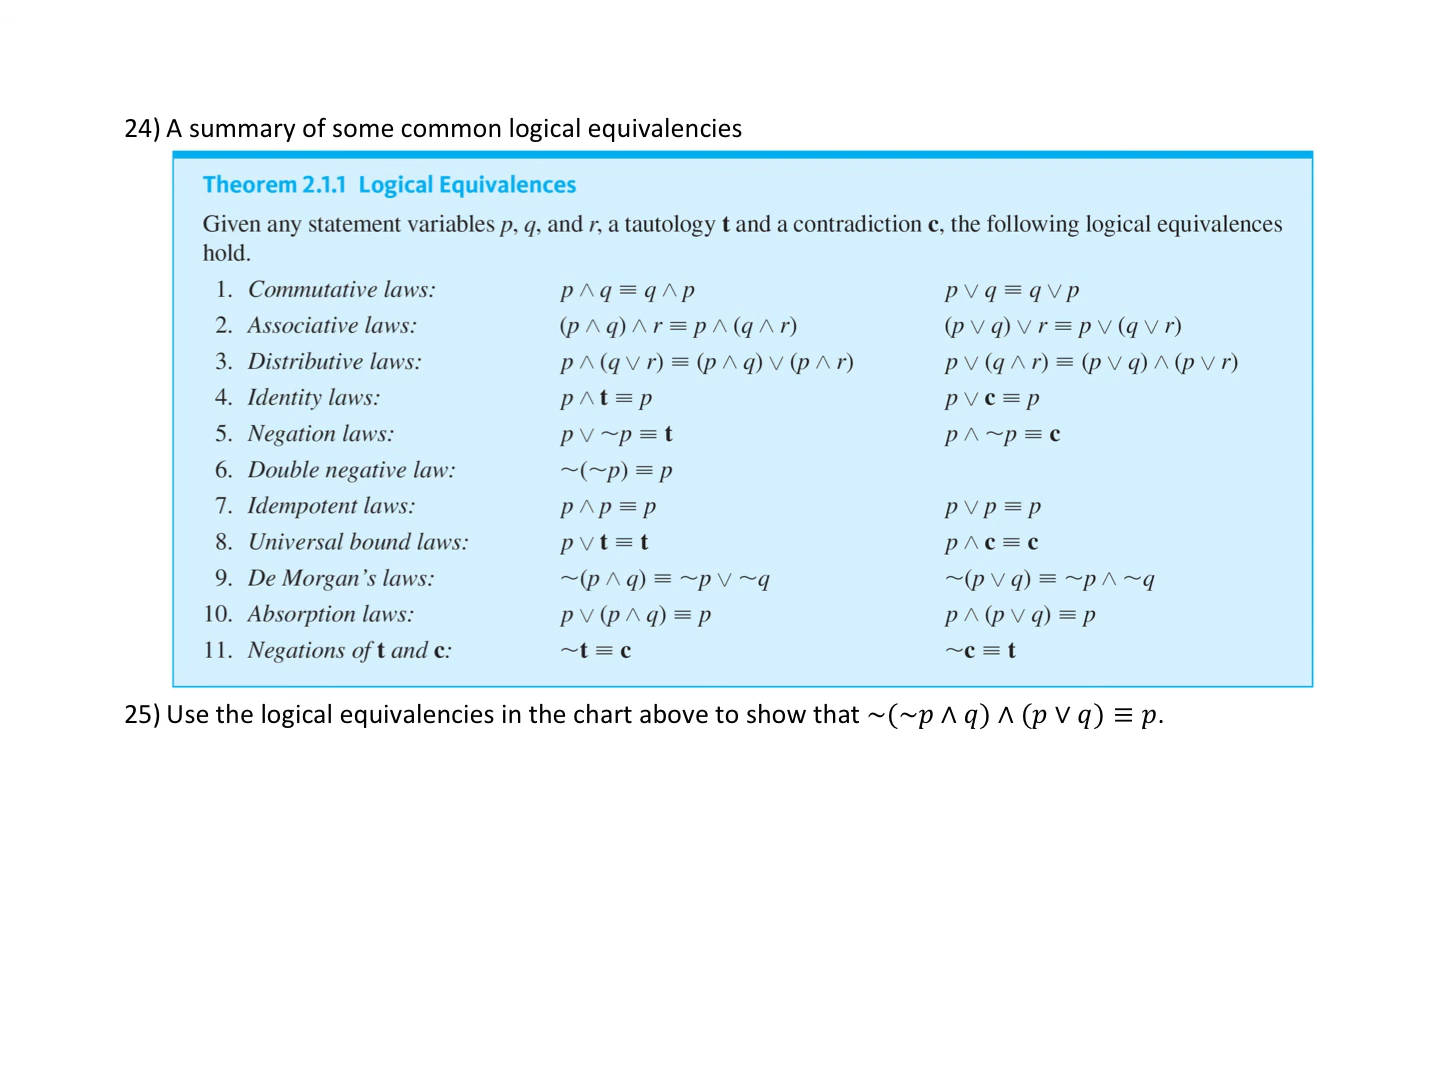 24) A summary of some common logical equivalencies
Theorem 2.1.1 Logical Equivalences
Given any statement variables p, q, and r, a tautology t and a contradiction c, the following logical equivalences
hold.
1. Commutative laws: p ∧ q ≡ q ∧ p p ∨ q ≡ q ∨ p
2. Associative laws: (p ∧ q) ∧ r ≡ p ∧ (q ∧ r) (p ∨ q) ∨ r ≡ p ∨ (q ∨ r)
3. Distributive laws: p ∧ (q ∨ r) ≡ (p ∧ q) ∨ (p ∧ r) p ∨ (q ∧ r) ≡ (p ∨ q) ∧ (p ∨ r)
4. Identity laws: p ∧ t ≡ p p ∨ c ≡ p
5. Negation laws: p ∨ ~p ≡ t p ∧ ~p ≡ c
6. Double negative law: ~(~p) ≡ p
7. Idempotent laws: p ∧ p ≡ p p ∨ p ≡ p
8. Universal bound laws: p ∨ t ≡ t p ∧ c ≡ c
9. De Morgan's laws: ~(p ∧ q) ≡ ~p ∨ ~q ~(p ∨ q) ≡ ~p ∧ ~q
10. Absorption laws: p ∨ (p ∧ q) ≡ p p ∧ (p ∨ q) ≡ p
11. Negations of t and c: ~t ≡ c ~c ≡ t
25) Use the logical equivalencies in the chart above to show that ~(~p ∧ q) ∧ (p ∨ q) ≡ p.